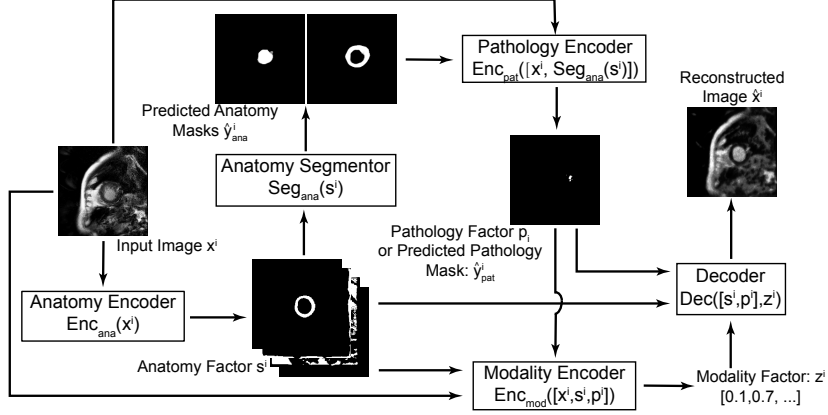 Pathology Encoder
Enc_pat([x^i, Seg_ana(s^i)])
Reconstructed
Image x̂^i
Predicted Anatomy
Masks ŷ^i_ana
Anatomy Segmentor
Seg_ana(s^i)
Input Image x^i
Pathology Factor p_i
or Predicted Pathology
Mask: ŷ^i_pat
Anatomy Encoder
Enc_ana(x^i)
Decoder
Dec([s^i,p^i],z^i)
Anatomy Factor s^i
Modality Encoder
Enc_mod([x^i,s^i,p^i])
Modality Factor: z^i
[0.1,0.7, ...]